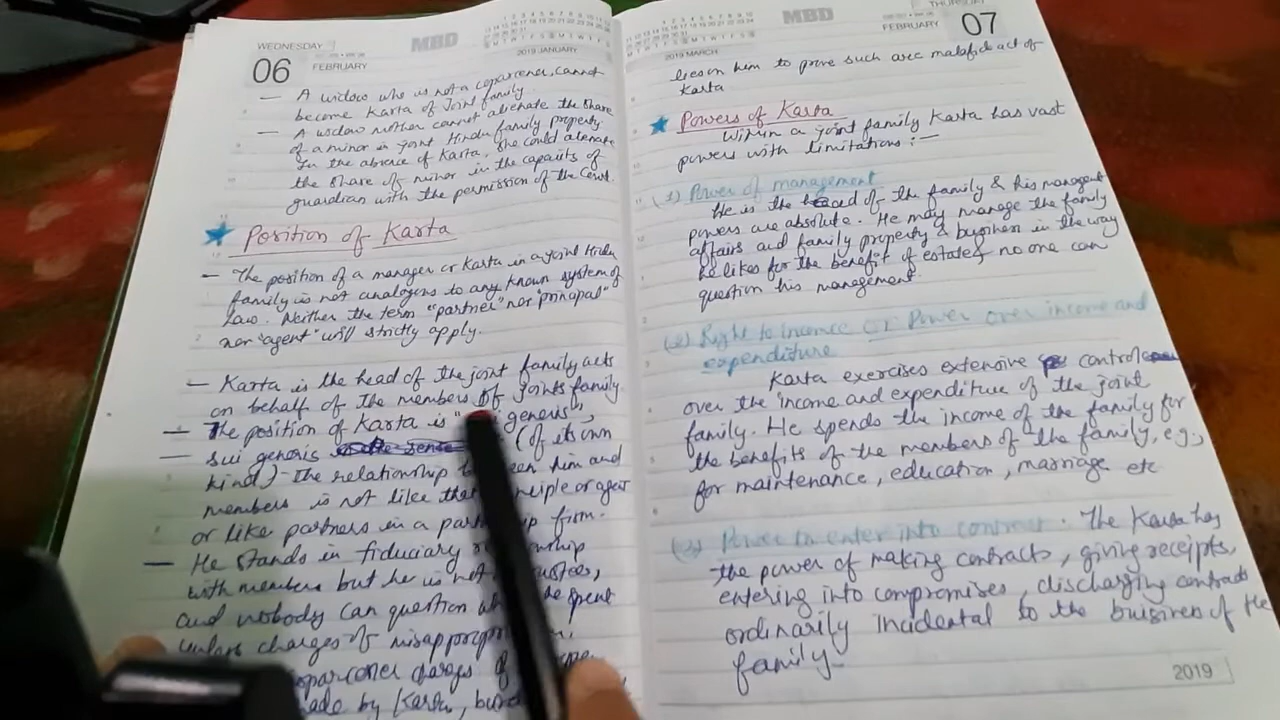 WEDNESDAY
06
FEBRUARY
MBD
2019 JANUARY
— A widow who is not a coparcener, cannot
become Karta of Joint family
— A widow mother cannot alienate the share
of a minor in joint Hindu family property.
In the absence of Karta, she could alienate
the share of minor in the capacity of
guardian with the permission of the Court.
Position of Karta
— The position of a manager or Karta in a joint Hindu
family is not analogous to any known system of
law. Neither the term "partner" nor "principal"
nor "agent" will strictly apply.
— Karta is the head of the joint family acts
on behalf of the members of joints family
— The position of Karta is generis",
— sui generis (of its own
kind) - The relationship him and
members is not like or agent
or like partners in a firm.
— He stands in fiduciary
with members but he is not
and nobody can question spent
unless charges of
coparcener charges of
made by Karta,
2019 MARCH
MBD
THURSDAY
FEBRUARY
07
lies on him to prove such malafide act of
Karta
Powers of Karta
Within a joint family Karta has vast
powers with limitations :—
(1) Power of management
He is the head of the family & his managent
powers are absolute. He may manage the family
affairs and family property & business in the way
he likes for the benefit of estate & no one can
question his management
(2) Right to Income or Power over income and
expenditure
Karta exercises extensive control
over the income and expenditure of the joint
family. He spends the income of the family for
the benefits of the members of the family, e.g,
for maintenance, education, marriage etc
(3) Power to enter into contract. The Karta has
the power of making contracts, giving receipts,
entering into compromises, discharging contracts
ordinarily incidental to the buisiness of the
family.
2019